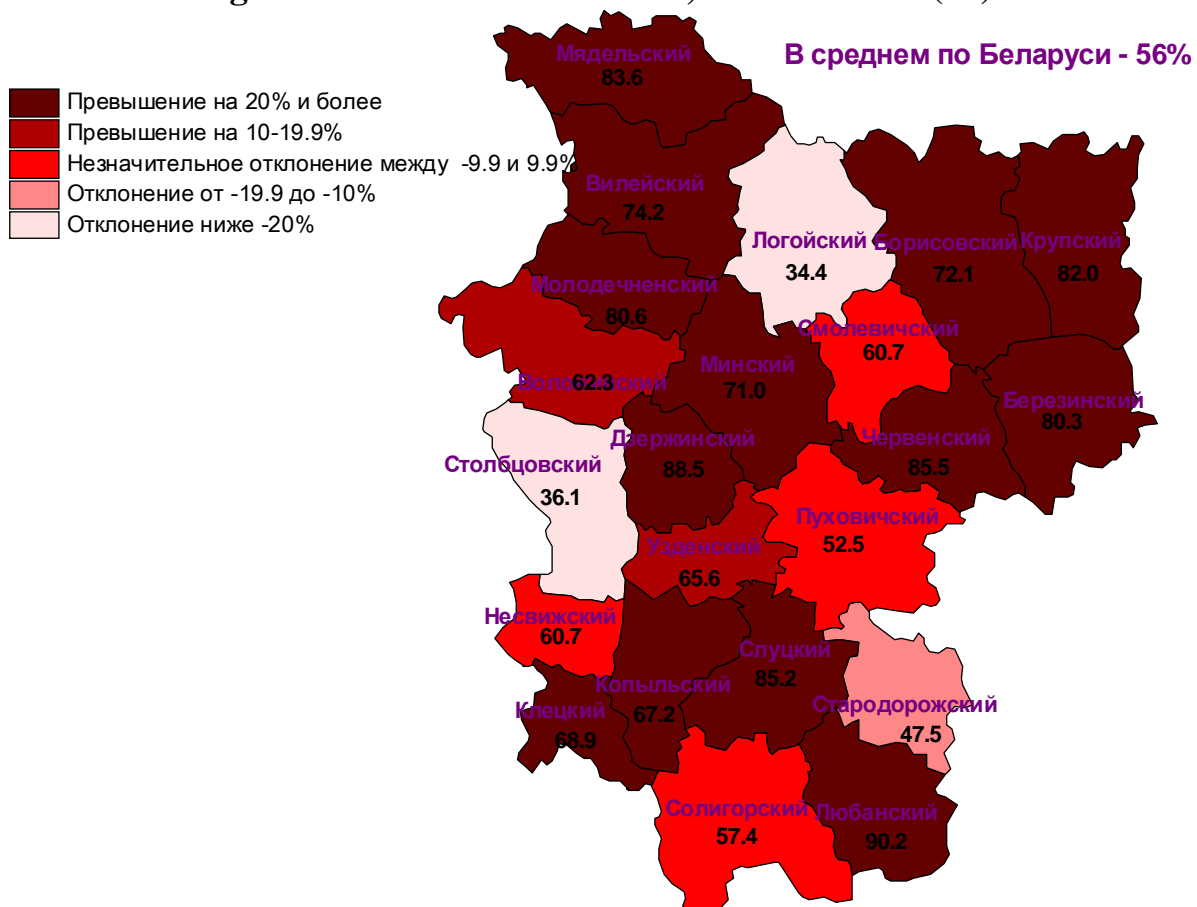 В среднем по Беларуси - 56%
Превышение на 20% и более
Превышение на 10-19.9%
Незначительное отклонение между -9.9 и 9.9%
Отклонение от -19.9 до -10%
Отклонение ниже -20%
Мядельский
83.6
Вилейский
74.2
Логойский
34.4
Борисовский
72.1
Крупский
82.0
Молодечненский
80.6
Смолевичский
60.7
Минский
71.0
62.3
Березинский
80.3
Дзержинский
88.5
Червенский
85.5
Столбцовский
36.1
Пуховичский
52.5
Узденский
65.6
Несвижский
60.7
Слуцкий
85.2
Копыльский
67.2
Клецкий
68.9
Стародорожский
47.5
Солигорский
57.4
Любанский
90.2